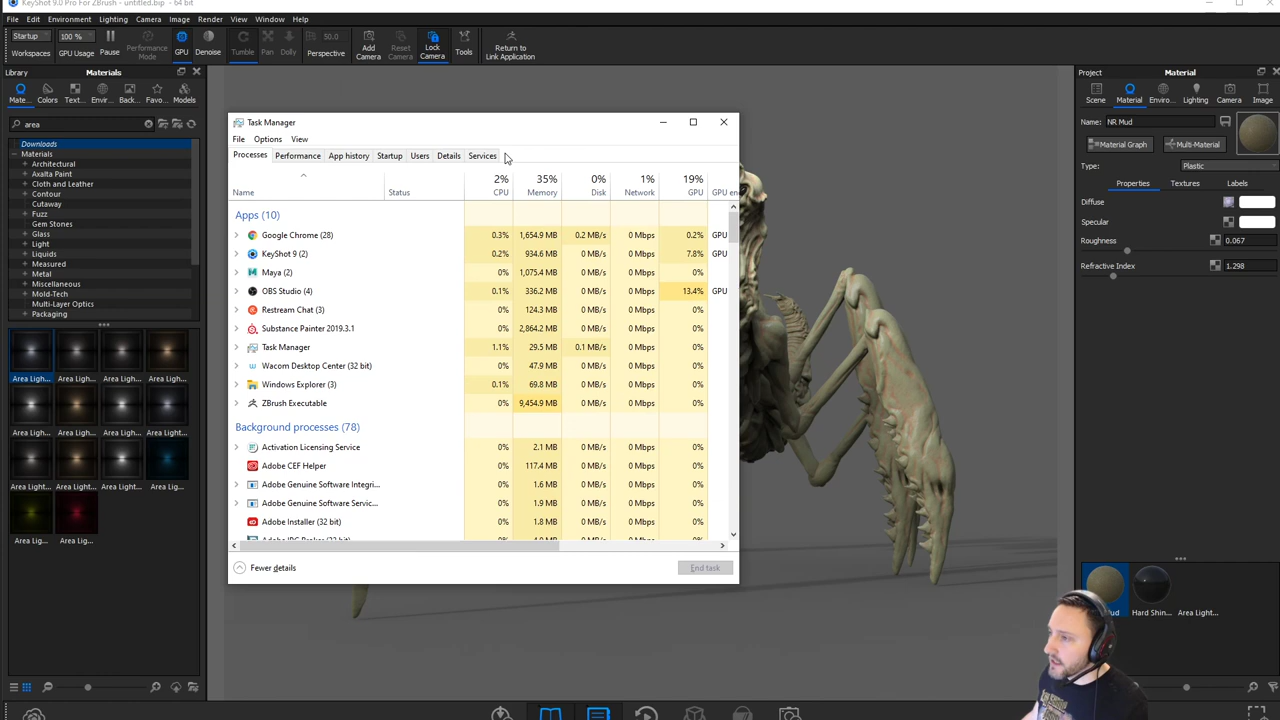 KeyShot 9.0 Pro For ZBrush - untitled.bip - 64 bit
File Edit Environment Lighting Camera Image Render View Window Help
Startup 100 % Pause Performance Mode GPU Denoise Tumble Pan Dolly 50.0 Perspective Add Camera Reset Camera Lock Camera Tools Return to Link Application
Workspaces GPU Usage
Library Materials
Mate... Colors Text... Envir... Back... Favo... Models
area
Downloads
Materials
Architectural
Axalta Paint
Cloth and Leather
Contour
Cutaway
Fuzz
Gem Stones
Glass
Light
Liquids
Measured
Metal
Miscellaneous
Mold-Tech
Multi-Layer Optics
Packaging
Area Ligh... Area Ligh... Area Ligh... Area Ligh...
Area Light... Area Light... Area Light... Area Light...
Area Light... Area Light... Area Light... Area Lig...
Area Lig... Area Lig...
Task Manager
File Options View
Processes Performance App history Startup Users Details Services
2% 35% 0% 1% 19%
Name Status CPU Memory Disk Network GPU GPU en
Apps (10)
Google Chrome (28) 0.3% 1,654.9 MB 0.2 MB/s 0 Mbps 0.2% GPU
KeyShot 9 (2) 0.2% 934.6 MB 0 MB/s 0 Mbps 7.8% GPU
Maya (2) 0% 1,075.4 MB 0 MB/s 0 Mbps 0%
OBS Studio (4) 0.1% 336.2 MB 0 MB/s 0 Mbps 13.4% GPU
Restream Chat (3) 0% 124.3 MB 0 MB/s 0 Mbps 0%
Substance Painter 2019.3.1 0% 2,864.2 MB 0 MB/s 0 Mbps 0%
Task Manager 1.1% 29.5 MB 0.1 MB/s 0 Mbps 0%
Wacom Desktop Center (32 bit) 0% 47.9 MB 0 MB/s 0 Mbps 0%
Windows Explorer (3) 0.1% 69.8 MB 0 MB/s 0 Mbps 0%
ZBrush Executable 0% 9,454.9 MB 0 MB/s 0 Mbps 0%
Background processes (78)
Activation Licensing Service 0% 2.1 MB 0 MB/s 0 Mbps 0%
Adobe CEF Helper 0% 117.4 MB 0 MB/s 0 Mbps 0%
Adobe Genuine Software Integri... 0% 1.6 MB 0 MB/s 0 Mbps 0%
Adobe Genuine Software Servic... 0% 1.9 MB 0 MB/s 0 Mbps 0%
Adobe Installer (32 bit) 0% 1.8 MB 0 MB/s 0 Mbps 0%
Fewer details End task
Project Material
Scene Material Enviro... Lighting Camera Image
Name: NR Mud
Material Graph Multi-Material
Type: Plastic
Properties Textures Labels
Diffuse
Specular
Roughness 0.067
Refractive Index 1.298
Hard Shin... Area Light...